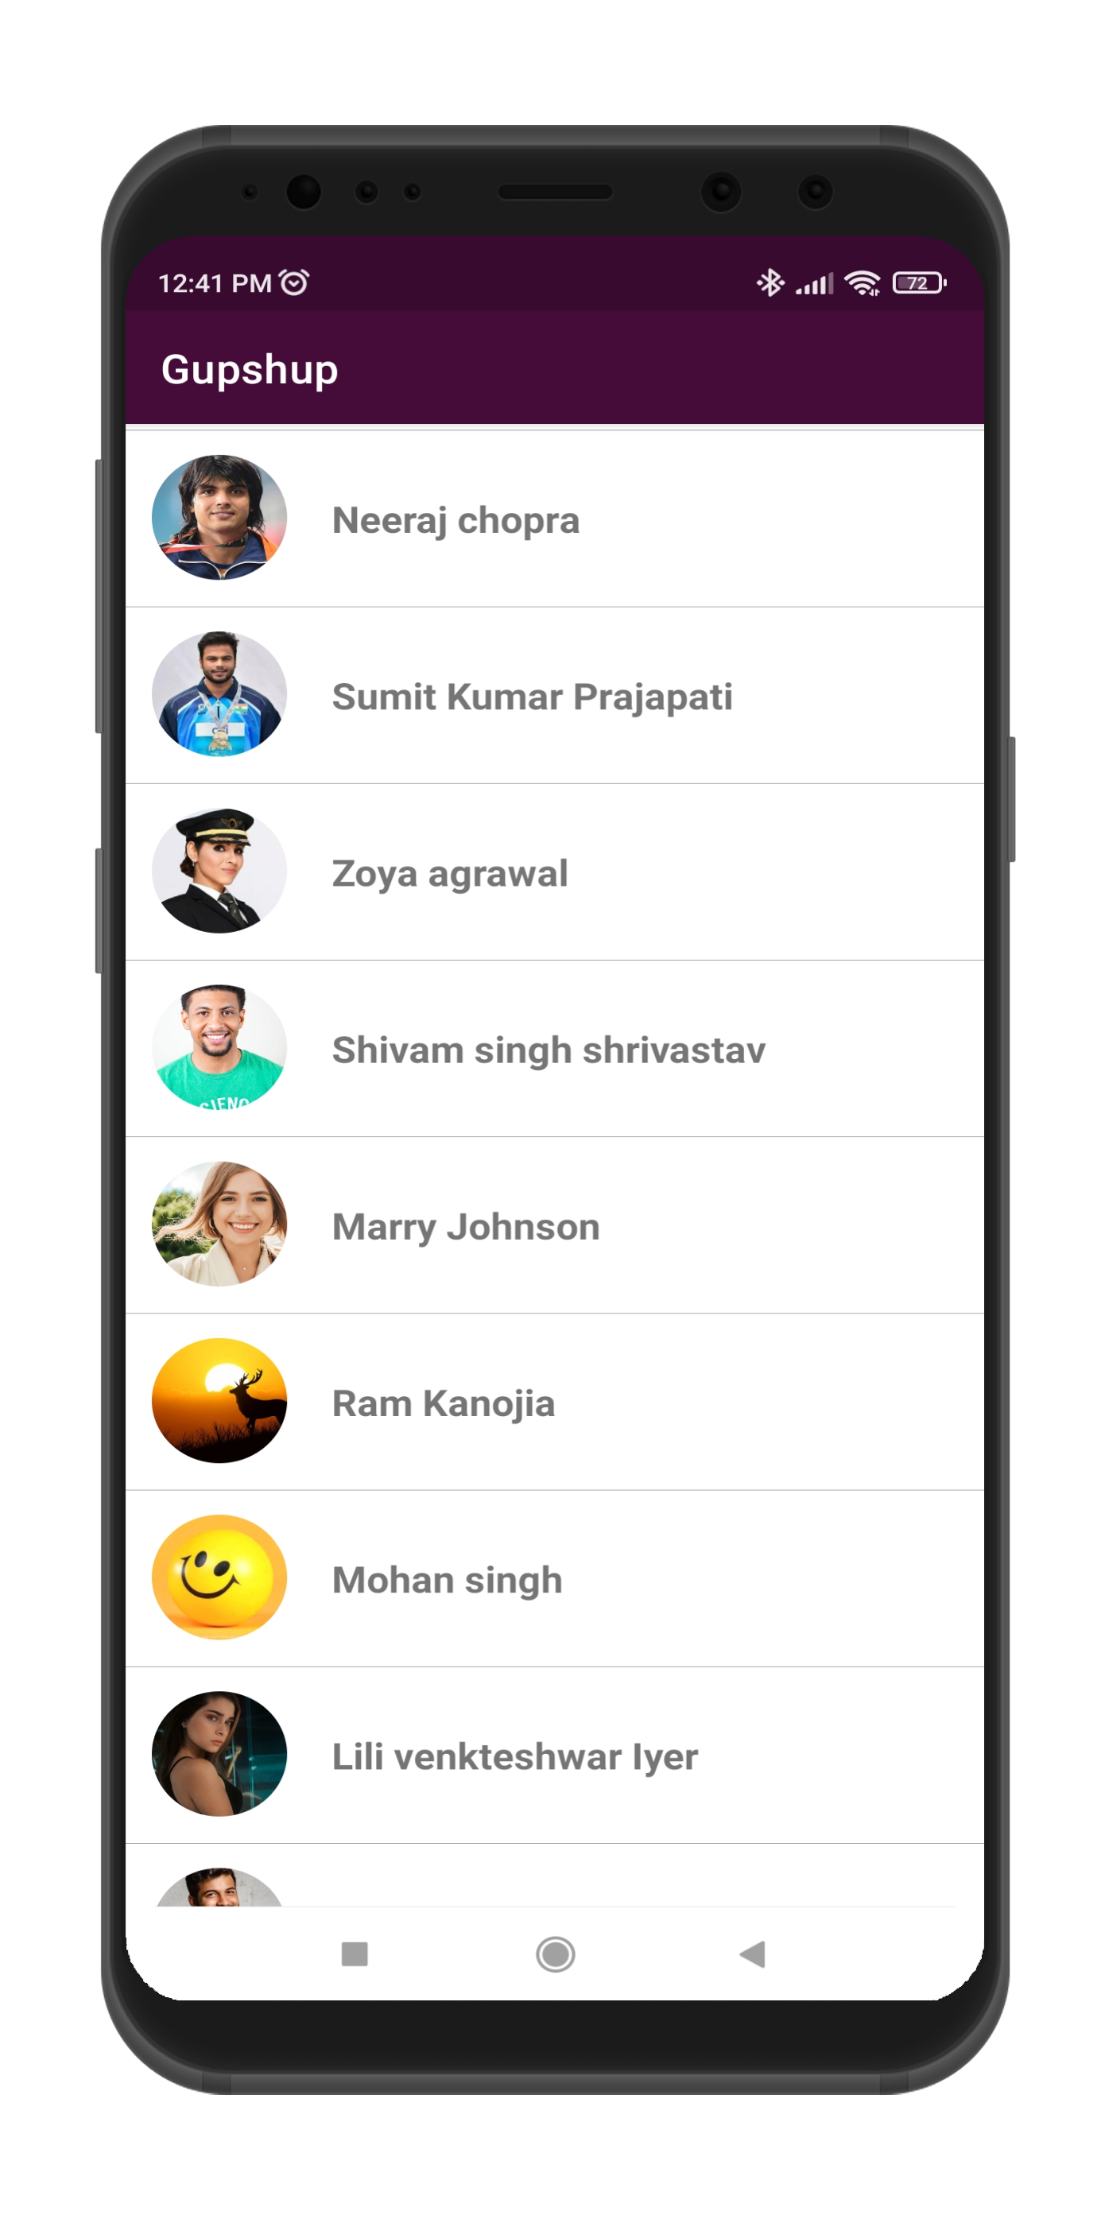 12:41 PM
72
Gupshup
Neeraj chopra
Sumit Kumar Prajapati
Zoya agrawal
Shivam singh shrivastav
Marry Johnson
Ram Kanojia
Mohan singh
Lili venkteshwar Iyer